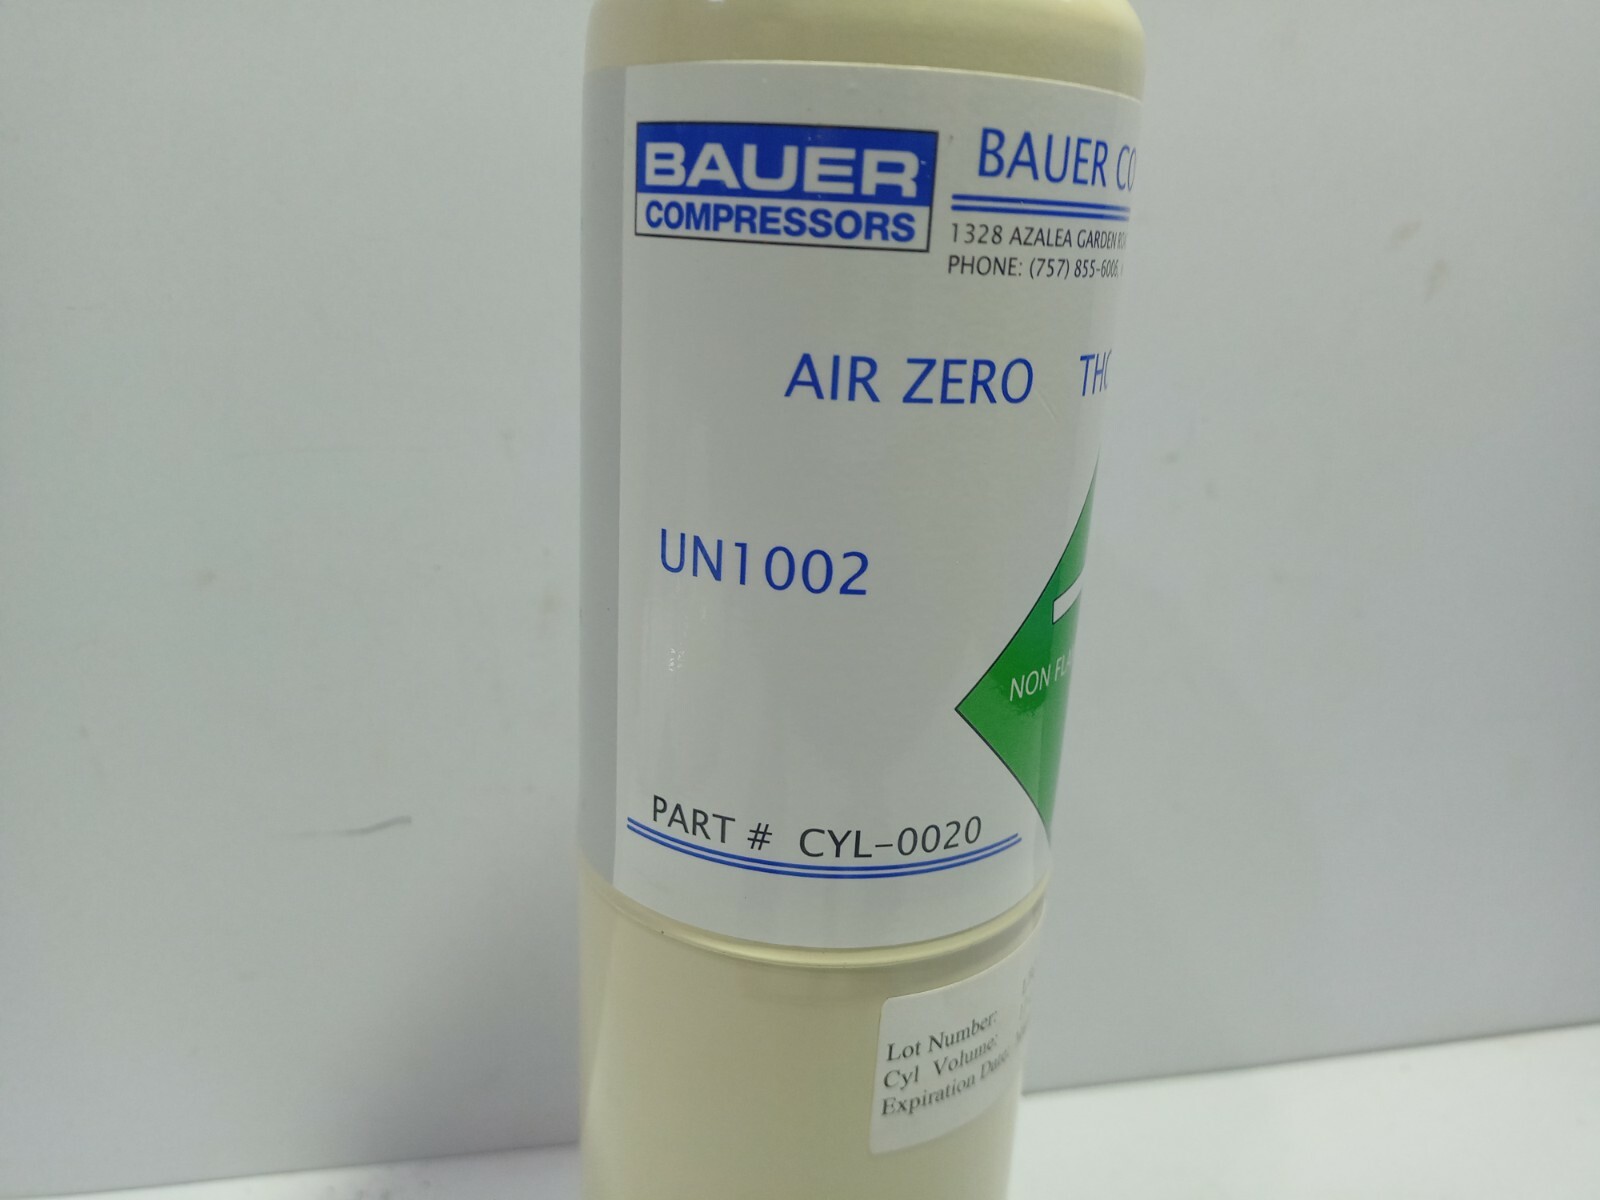 BAUER
COMPRESSORS
BAUER CO
1328 AZALEA GARDEN
PHONE: (757) 855-6006,
AIR ZERO THC
UN1002
NON FLA
PART # CYL-0020
Lot Number:
Cyl Volume:
Expiration Date: